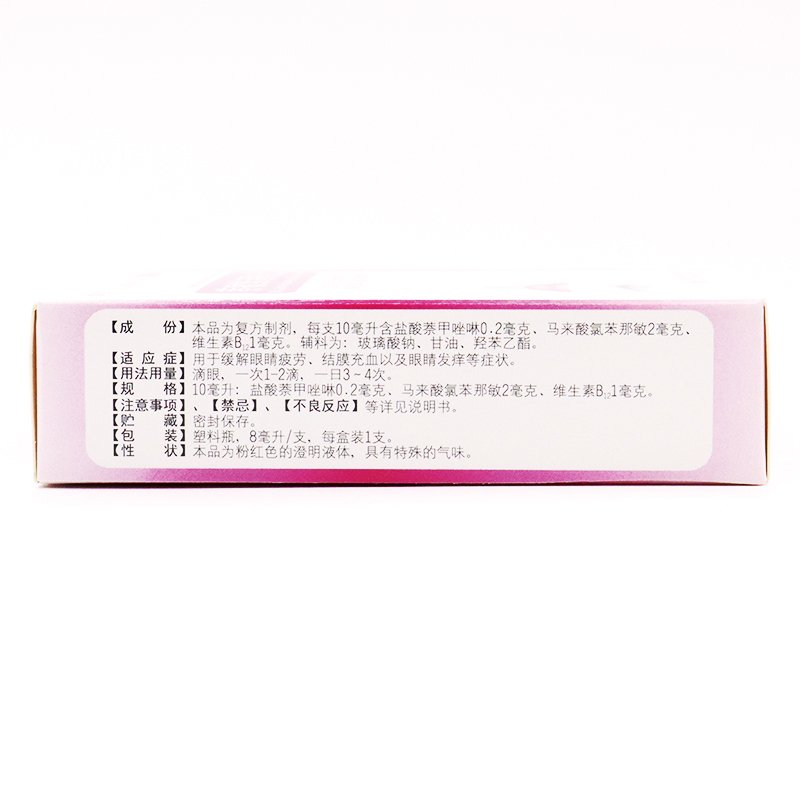 【成 份】本品为复方制剂，每支10毫升含盐酸萘甲唑啉0.2毫克、马来酸氯苯那敏2毫克、
维生素B₁₂1毫克。辅料为：玻璃酸钠、甘油、羟苯乙酯。
【适 应 症】用于缓解眼睛疲劳、结膜充血以及眼睛发痒等症状。
【用法用量】滴眼，一次1-2滴，一日3~4次。
【规 格】10毫升：盐酸萘甲唑啉0.2毫克、马来酸氯苯那敏2毫克、维生素B₁₂1毫克。
【注意事项】、【禁忌】、【不良反应】等详见说明书。
【贮 藏】密封保存。
【包 装】塑料瓶，8毫升/支，每盒装1支。
【性 状】本品为粉红色的澄明液体，具有特殊的气味。